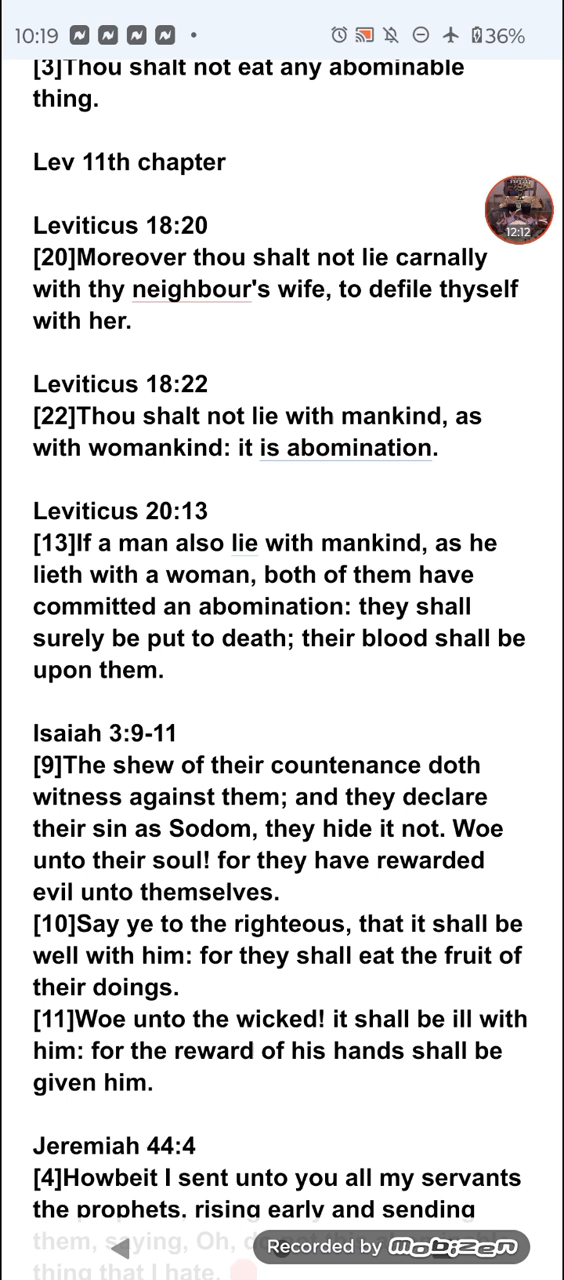 10:19 36%
[3]Thou shalt not eat any abominable
thing.
Lev 11th chapter
12:12
Leviticus 18:20
[20]Moreover thou shalt not lie carnally
with thy neighbour's wife, to defile thyself
with her.
Leviticus 18:22
[22]Thou shalt not lie with mankind, as
with womankind: it is abomination.
Leviticus 20:13
[13]If a man also lie with mankind, as he
lieth with a woman, both of them have
committed an abomination: they shall
surely be put to death; their blood shall be
upon them.
Isaiah 3:9-11
[9]The shew of their countenance doth
witness against them; and they declare
their sin as Sodom, they hide it not. Woe
unto their soul! for they have rewarded
evil unto themselves.
[10]Say ye to the righteous, that it shall be
well with him: for they shall eat the fruit of
their doings.
[11]Woe unto the wicked! it shall be ill with
him: for the reward of his hands shall be
given him.
Jeremiah 44:4
[4]Howbeit I sent unto you all my servants
the prophets, rising early and sending
them, saying, Oh,
Recorded by mobizen
thing that I hate.